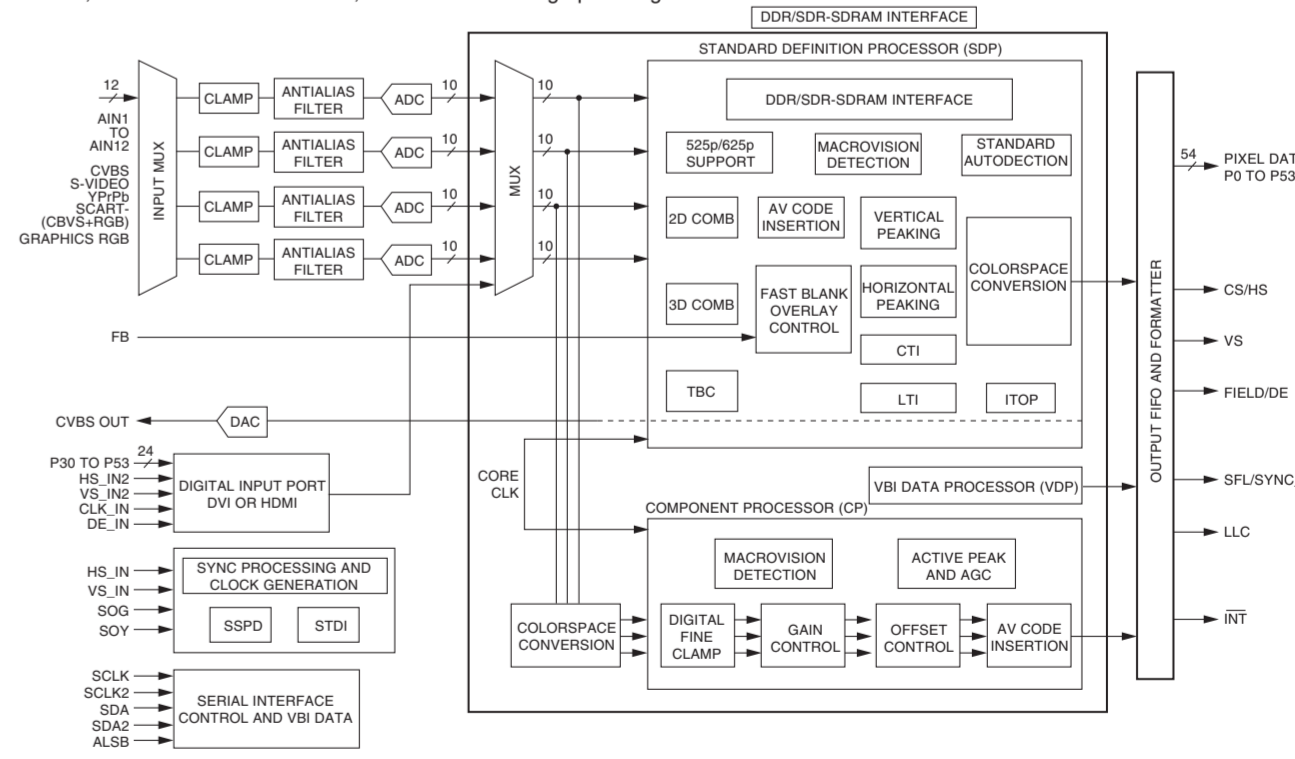 DDR/SDR-SDRAM INTERFACE
STANDARD DEFINITION PROCESSOR (SDP)
12
AIN1
TO
AIN12
CVBS
S-VIDEO
YPrPb
SCART-
(CBVS+RGB)
GRAPHICS RGB
INPUT MUX
CLAMP
ANTIALIAS
FILTER
ADC
10
CLAMP
ANTIALIAS
FILTER
ADC
10
CLAMP
ANTIALIAS
FILTER
ADC
10
CLAMP
ANTIALIAS
FILTER
ADC
10
MUX
10
10
10
10
DDR/SDR-SDRAM INTERFACE
525p/625p
SUPPORT
MACROVISION
DETECTION
STANDARD
AUTODECTION
2D COMB
AV CODE
INSERTION
VERTICAL
PEAKING
COLORSPACE
CONVERSION
3D COMB
FAST BLANK
OVERLAY
CONTROL
HORIZONTAL
PEAKING
CTI
TBC
LTI
ITOP
FB
CVBS OUT
DAC
P30 TO P53
24
HS_IN2
VS_IN2
CLK_IN
DE_IN
DIGITAL INPUT PORT
DVI OR HDMI
CORE
CLK
VBI DATA PROCESSOR (VDP)
COMPONENT PROCESSOR (CP)
MACROVISION
DETECTION
ACTIVE PEAK
AND AGC
HS_IN
VS_IN
SOG
SOY
SYNC PROCESSING AND
CLOCK GENERATION
SSPD
STDI
COLORSPACE
CONVERSION
DIGITAL
FINE
CLAMP
GAIN
CONTROL
OFFSET
CONTROL
AV CODE
INSERTION
SCLK
SCLK2
SDA
SDA2
ALSB
SERIAL INTERFACE
CONTROL AND VBI DATA
OUTPUT FIFO AND FORMATTER
54
PIXEL DAT
P0 TO P53
CS/HS
VS
FIELD/DE
SFL/SYNC
LLC
INT